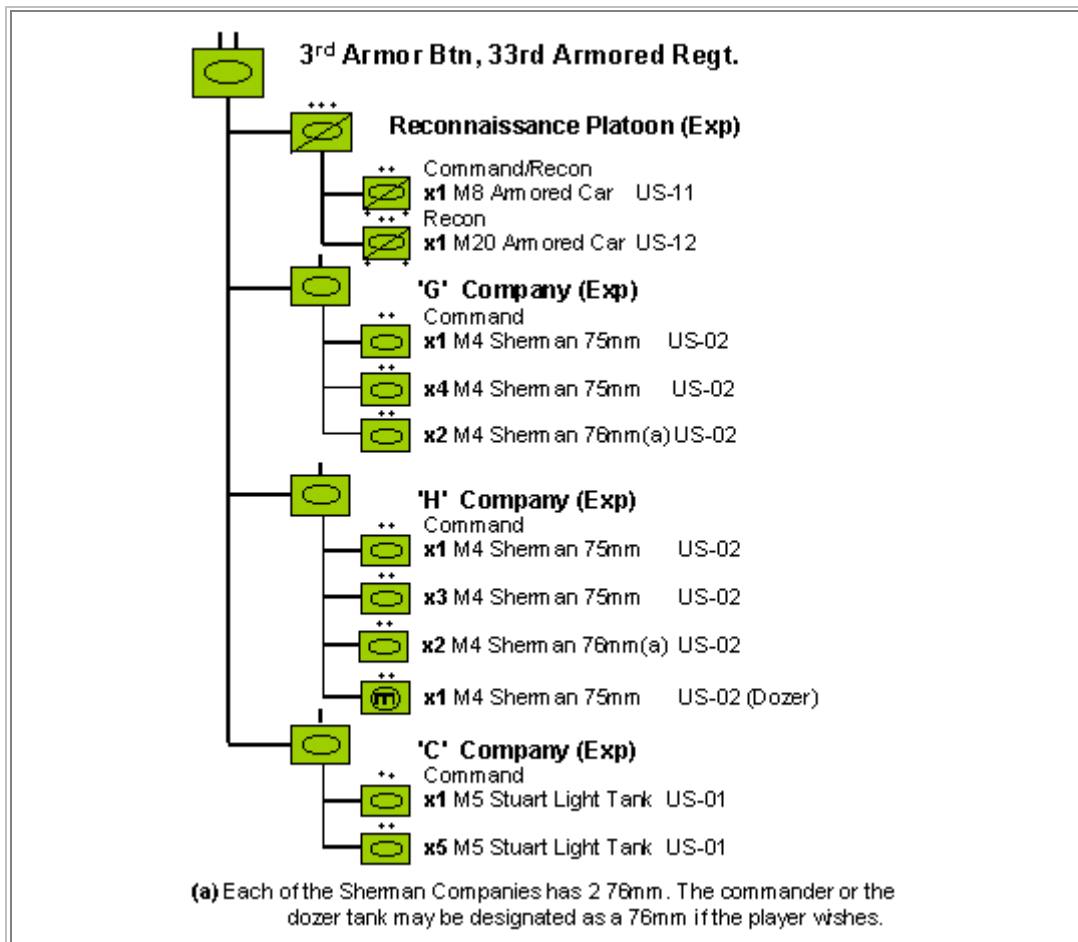 3rd Armor Btn, 33rd Armored Regt.
Reconnaissance Platoon (Exp)
Command/Recon
x1 M8 Armored Car US-11
Recon
x1 M20 Armored Car US-12
'G' Company (Exp)
Command
x1 M4 Sherman 75mm US-02
x4 M4 Sherman 75mm US-02
x2 M4 Sherman 76mm(a) US-02
'H' Company (Exp)
Command
x1 M4 Sherman 75mm US-02
x3 M4 Sherman 75mm US-02
x2 M4 Sherman 76mm(a) US-02
x1 M4 Sherman 75mm US-02 (Dozer)
'C' Company (Exp)
Command
x1 M5 Stuart Light Tank US-01
x5 M5 Stuart Light Tank US-01
(a) Each of the Sherman Companies has 2 76mm. The commander or the
dozer tank may be designated as a 76mm if the player wishes.